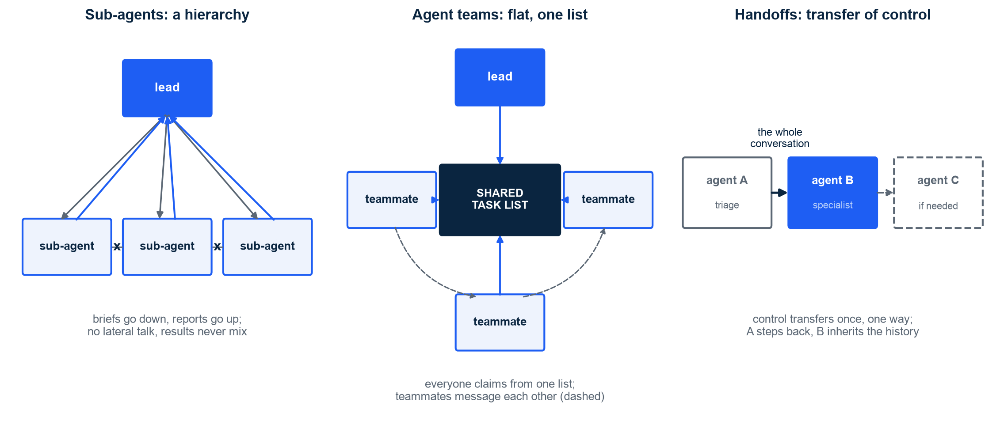 Sub-agents: a hierarchy
lead
sub-agent
x
sub-agent
x
sub-agent
briefs go down, reports go up;
no lateral talk, results never mix
Agent teams: flat, one list
lead
teammate
SHARED
TASK LIST
teammate
teammate
everyone claims from one list;
teammates message each other (dashed)
Handoffs: transfer of control
the whole
conversation
agent A
triage
agent B
specialist
agent C
if needed
control transfers once, one way;
A steps back, B inherits the history